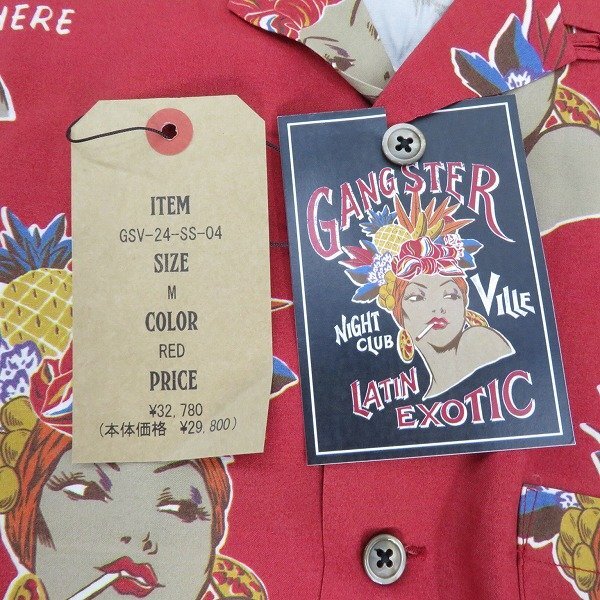 HERE
ITEM
GSV-24-SS-04
SIZE
M
COLOR
RED
PRICE
¥32,780
(本体価格 ¥29,800)
GANGSTER
VILLE
NIGHT
CLUB
LATIN
EXOTIC